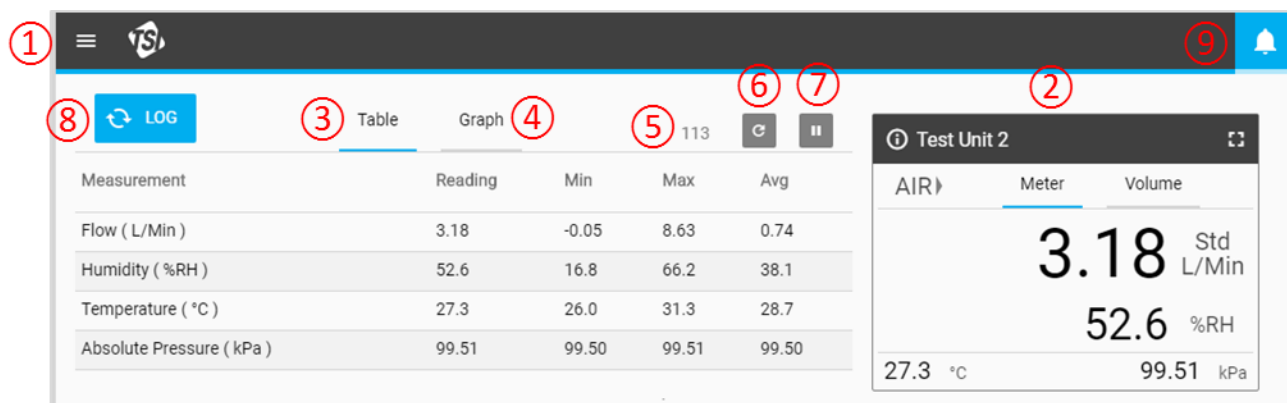 ① TSI ⑨
⑧ LOG ③ Table Graph ④ ⑤ 113 ⑥ ⑦ ②
Measurement Reading Min Max Avg
Flow ( L/Min ) 3.18 -0.05 8.63 0.74
Humidity ( %RH ) 52.6 16.8 66.2 38.1
Temperature ( °C ) 27.3 26.0 31.3 28.7
Absolute Pressure ( kPa ) 99.51 99.50 99.51 99.50
Test Unit 2
AIR Meter Volume
3.18 Std L/Min
52.6 %RH
27.3 °C 99.51 kPa